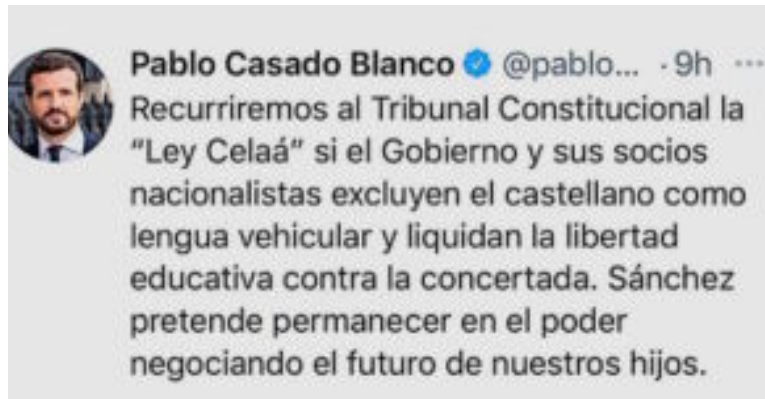 Pablo Casado Blanco @pablo... · 9h ...
Recurriremos al Tribunal Constitucional la
“Ley Celaá” si el Gobierno y sus socios
nacionalistas excluyen el castellano como
lengua vehicular y liquidan la libertad
educativa contra la concertada. Sánchez
pretende permanecer en el poder
negociando el futuro de nuestros hijos.